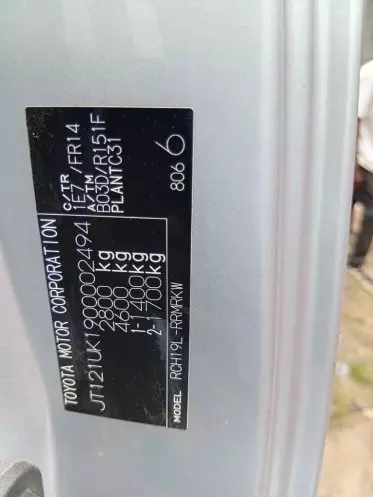 TOYOTA MOTOR CORPORATION
JT121UK1900002494
2800 kg
4600 kg
1- 1400kg
2- 1700kg
MODEL RCH19L-RRMRKW
C/TR
1E7 /FR14
A/TM
B03D/R151F
PLANTC31
806 6